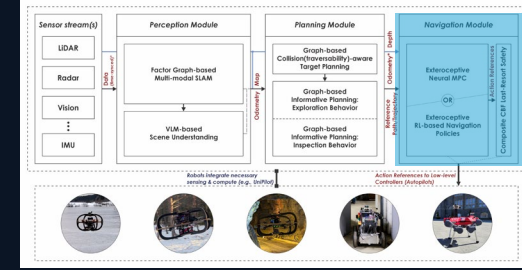 Sensor stream(s)
Perception Module
Planning Module
Navigation Module
LiDAR
Radar
Vision
IMU
Data
(time-synced)*
Factor Graph-based
Multi-modal SLAM
VLM-based
Scene Understanding
Odometry, Map
Graph-based
Collision(traversability)-aware
Target Planning
Graph-based
Informative Planning:
Exploration Behavior
Graph-based
Informative Planning:
Inspection Behavior
Depth
Odometry*
Reference
Path/Trajectory
Exteroceptive
Neural MPC
OR
Exteroceptive
RL-based Navigation
Policies
Action References
Composite CBF Last-Resort Safety
Robots integrate necessary
sensing & compute (e.g., UniPilot)
Action References to Low-level
Controllers (Autopilots)